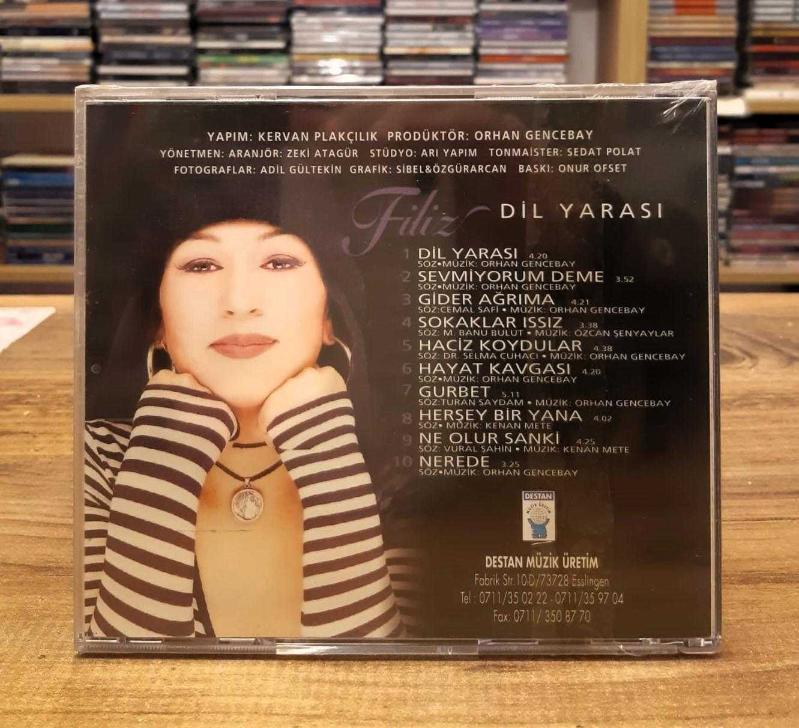 YAPIM: KERVAN PLAKÇILIK PRODÜKTÖR: ORHAN GENCEBAY
YÖNETMEN: ARANJÖR: ZEKİ ATAGÜR STÜDYO: ARI YAPIM TONMAİSTER: SEDAT POLAT
FOTOGRAFLAR: ADİL GÜLTEKİN GRAFİK: SİBEL&ÖZGÜRARCAN BASKI: ONUR OFSET
Filiz DİL YARASI
1 DİL YARASI 4.20
SÖZ•MÜZİK: ORHAN GENCEBAY
2 SEVMİYORUM DEME 3.52
SÖZ•MÜZİK: ORHAN GENCEBAY
3 GİDER AĞRIMA 4.21
SÖZ:CEMAL SAFİ • MÜZİK: ORHAN GENCEBAY
4 SOKAKLAR ISSIZ 3.38
SÖZ: M. BANU BULUT • MÜZİK: ÖZCAN ŞENYAYLAR
5 HACİZ KOYDULAR 4.38
SÖZ: DR. SELMA ÇUHACI • MÜZİK: ORHAN GENCEBAY
6 HAYAT KAVGASI 4.20
SÖZ•MÜZİK: ORHAN GENCEBAY
7 GURBET 5.11
SÖZ:TURAN SAYDAM • MÜZİK: ORHAN GENCEBAY
8 HERŞEY BİR YANA 4.02
SÖZ• MÜZİK: KENAN METE
9 NE OLUR SANKİ 4.25
SÖZ: VURAL ŞAHİN • MÜZİK: KENAN METE
10 NEREDE 3.25
SÖZ•MÜZİK: ORHAN GENCEBAY
DESTAN
DESTAN MÜZİK ÜRETİM
Fabrik Str.10-D/73728 Esslingen
Tel : 0711/35 02 22 - 0711/35 97 04
Fax: 0711/ 350 87 70